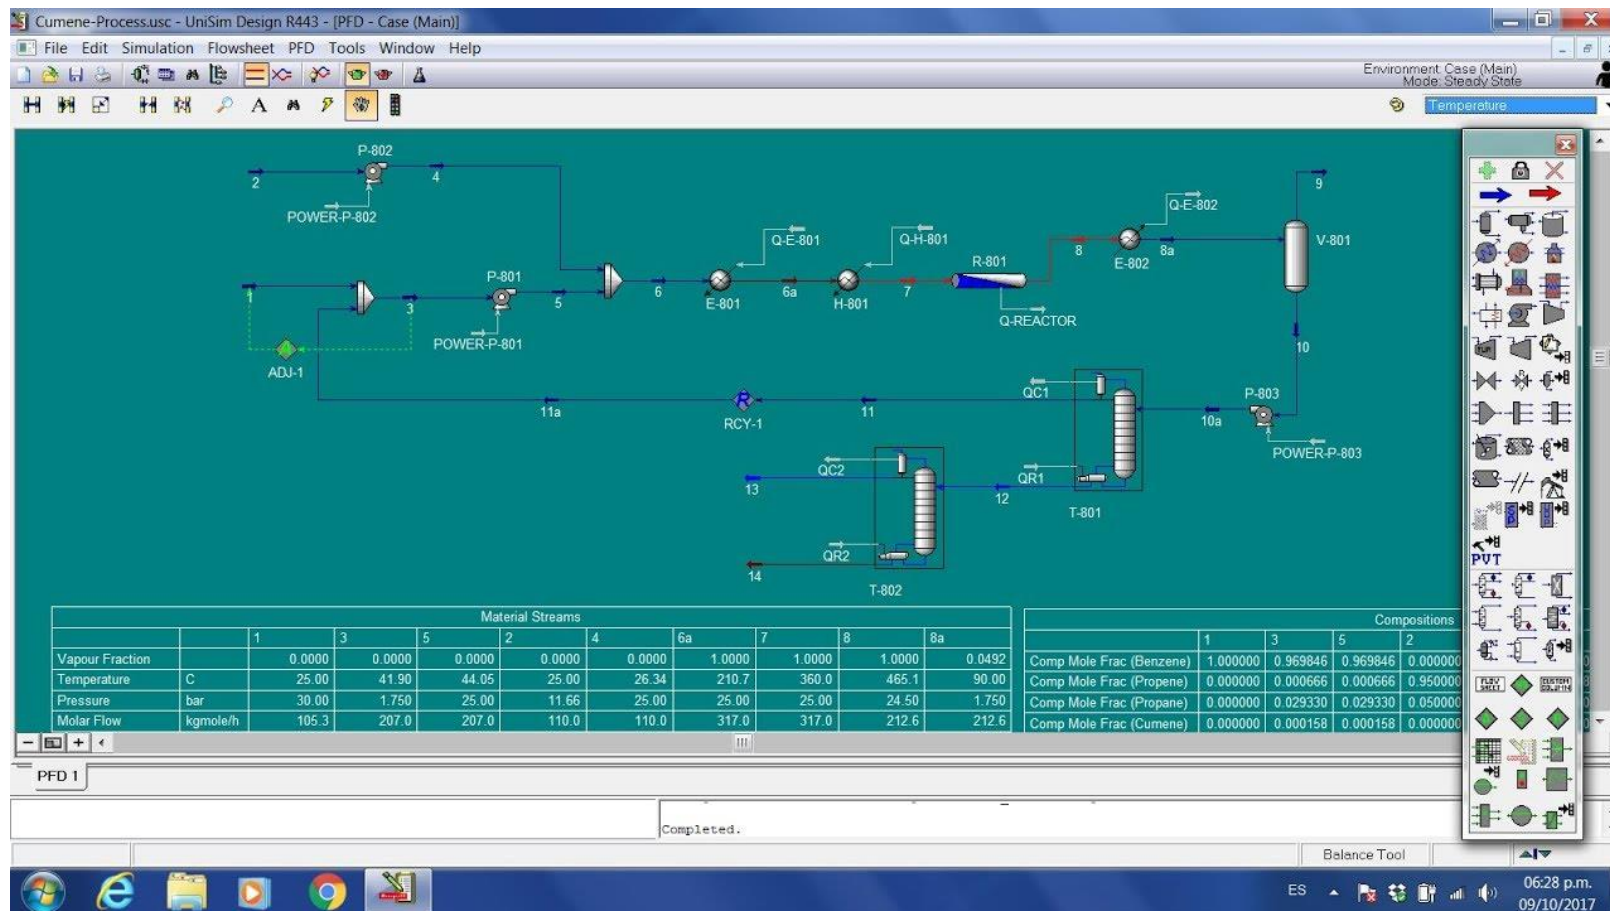 Cumene-Process.usc - UniSim Design R443 - [PFD - Case (Main)]
File Edit Simulation Flowsheet PFD Tools Window Help
Environment: Case (Main)
Mode: Steady State
A
Temperature
P-802
2
4
9
POWER-P-802
Q-E-802
Q-E-801
Q-H-801
8
8a
E-802
V-801
R-801
P-801
1
3
5
6
E-801
6a
H-801
7
Q-REACTOR
POWER-P-801
ADJ-1
10
QC1
P-803
11a
RCY-1
11
10a
POWER-P-803
QC2
QR1
13
12
T-801
QR2
14
T-802
PVT
Material Streams
1 3 5 2 4 6a 7 8 8a
Vapour Fraction 0.0000 0.0000 0.0000 0.0000 0.0000 1.0000 1.0000 1.0000 0.0492
Temperature C 25.00 41.90 44.05 25.00 26.34 210.7 360.0 465.1 90.00
Pressure bar 30.00 1.750 25.00 11.66 25.00 25.00 25.00 24.50 1.750
Molar Flow kgmole/h 105.3 207.0 207.0 110.0 110.0 317.0 317.0 212.6 212.6
Compositions
1 3 5 2
Comp Mole Frac (Benzene) 1.000000 0.969846 0.969846 0.000000
Comp Mole Frac (Propene) 0.000000 0.000666 0.000666 0.950000
Comp Mole Frac (Propane) 0.000000 0.029330 0.029330 0.050000
Comp Mole Frac (Cumene) 0.000000 0.000158 0.000158 0.000000
PFD 1
Completed.
Balance Tool
ES
06:28 p.m.
09/10/2017